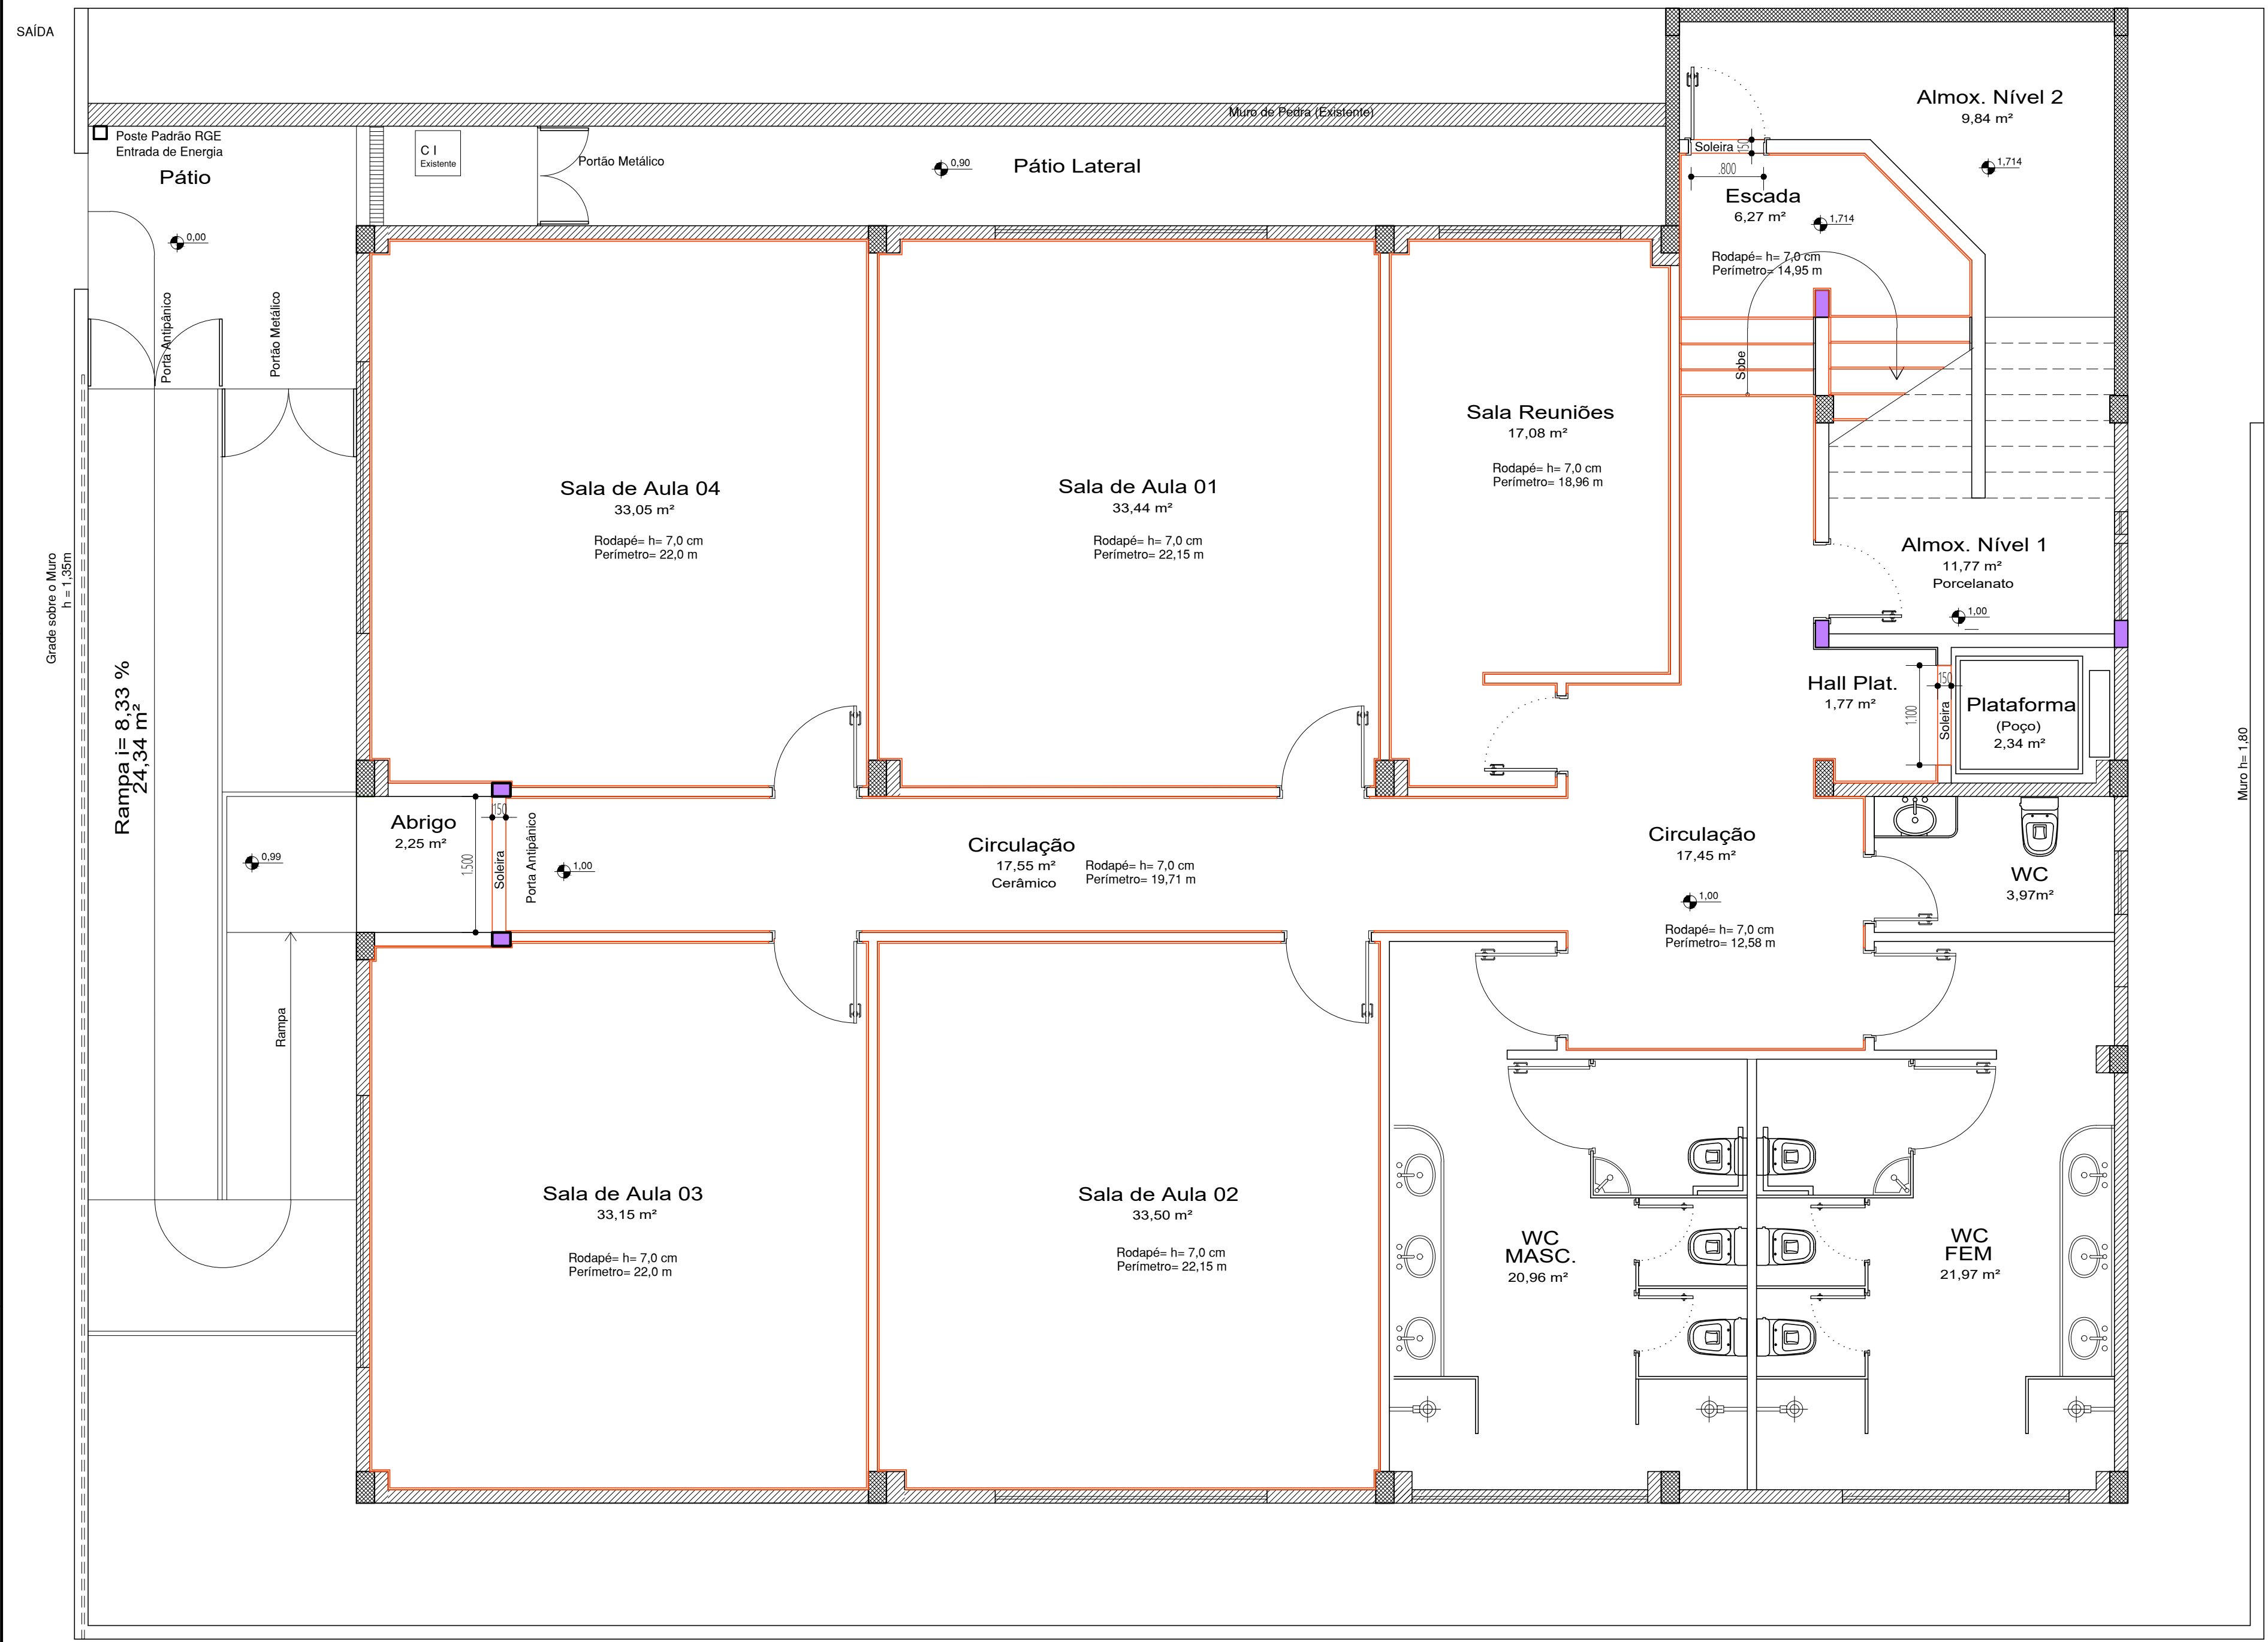 SAÍDA
Muro de Pedra (Existente)
Poste Padrão RGE
Entrada de Energia
Pátio
0,00
C I
Existente
Portão Metálico
0,90
Pátio Lateral
Almox. Nível 2
9,84 m²
1,714
Soleira
150
.800
Escada
6,27 m²
1,714
Rodapé= h= 7,0 cm
Perímetro= 14,95 m
Sobe
Porta Antipânico
Portão Metálico
Grade sobre o Muro
h = 1,35m
Rampa i= 8,33 %
24,34 m²
Sala de Aula 04
33,05 m²
Rodapé= h= 7,0 cm
Perímetro= 22,0 m
Sala de Aula 01
33,44 m²
Rodapé= h= 7,0 cm
Perímetro= 22,15 m
Sala Reuniões
17,08 m²
Rodapé= h= 7,0 cm
Perímetro= 18,96 m
Almox. Nível 1
11,77 m²
Porcelanato
1,00
Hall Plat.
1,77 m²
1.100
150
Soleira
Plataforma
(Poço)
2,34 m²
Muro h= 1,80
Abrigo
2,25 m²
0,99
1.500
150
Soleira
Porta Antipânico
1,00
Circulação
17,55 m²
Cerâmico
Rodapé= h= 7,0 cm
Perímetro= 19,71 m
Circulação
17,45 m²
1,00
Rodapé= h= 7,0 cm
Perímetro= 12,58 m
WC
3,97m²
Rampa
Sala de Aula 03
33,15 m²
Rodapé= h= 7,0 cm
Perímetro= 22,0 m
Sala de Aula 02
33,50 m²
Rodapé= h= 7,0 cm
Perímetro= 22,15 m
WC
MASC.
20,96 m²
WC
FEM
21,97 m²